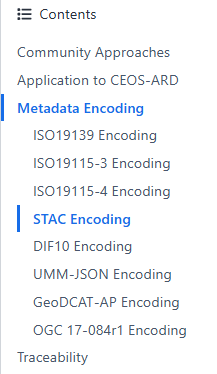 Contents
Community Approaches
Application to CEOS-ARD
Metadata Encoding
ISO19139 Encoding
ISO19115-3 Encoding
ISO19115-4 Encoding
STAC Encoding
DIF10 Encoding
UMM-JSON Encoding
GeoDCAT-AP Encoding
OGC 17-084r1 Encoding
Traceability